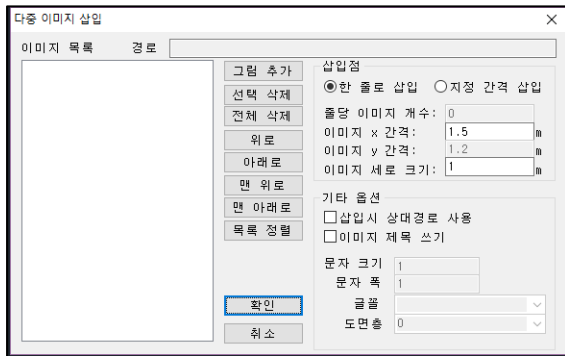 다중 이미지 삽입
이미지 목록 경로
그림 추가
선택 삭제
전체 삭제
위로
아래로
맨 위로
맨 아래로
목록 정렬
확인
취소
삽입점
한 줄로 삽입 지정 간격 삽입
줄당 이미지 개수: 0
이미지 x 간격: 1.5 m
이미지 y 간격: 1.2 m
이미지 세로 크기: 1 m
기타 옵션
삽입시 상대경로 사용
이미지 제목 쓰기
문자 크기 1
문자 폭 1
글꼴
도면층 0